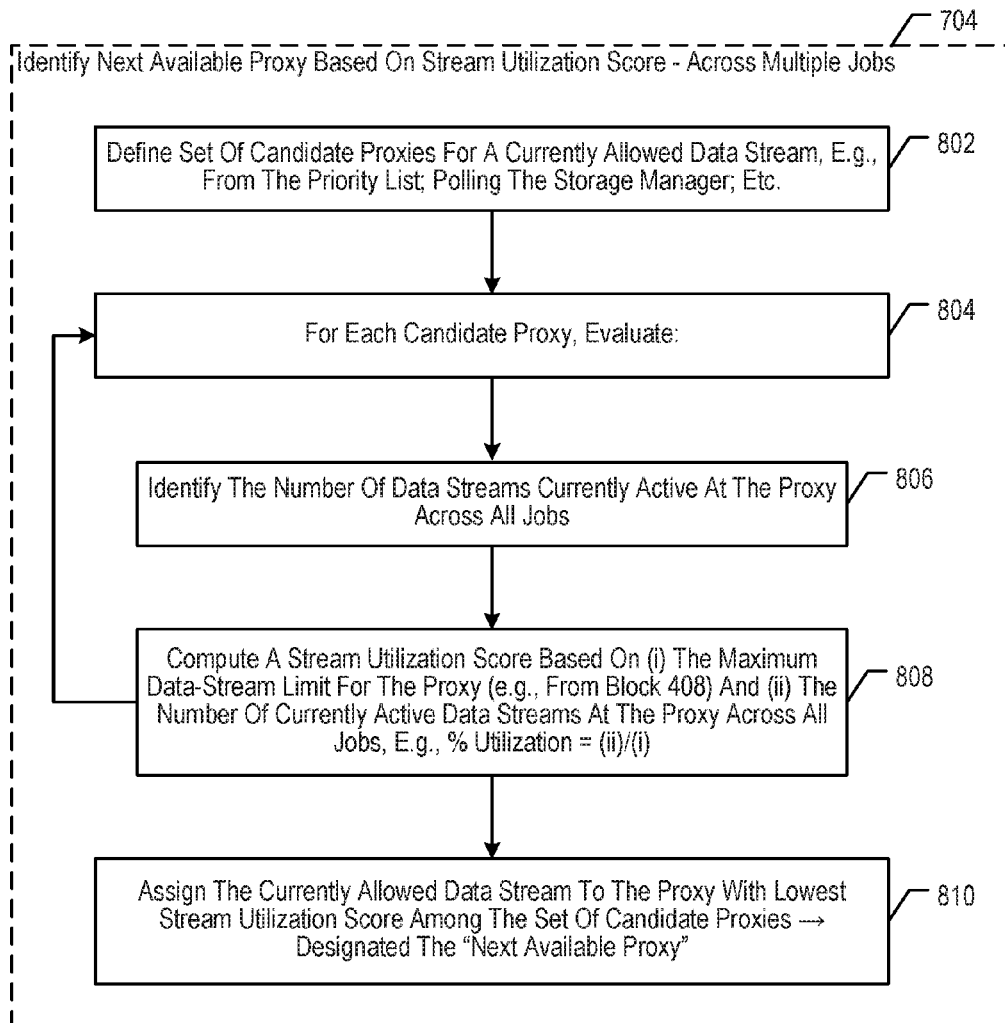 704
Identify Next Available Proxy Based On Stream Utilization Score - Across Multiple Jobs
Define Set Of Candidate Proxies For A Currently Allowed Data Stream, E.g.,
From The Priority List; Polling The Storage Manager; Etc.
802
For Each Candidate Proxy, Evaluate:
804
Identify The Number Of Data Streams Currently Active At The Proxy
Across All Jobs
806
Compute A Stream Utilization Score Based On (i) The Maximum
Data-Stream Limit For The Proxy (e.g., From Block 408) And (ii) The
Number Of Currently Active Data Streams At The Proxy Across All
Jobs, E.g., % Utilization = (ii)/(i)
808
Assign The Currently Allowed Data Stream To The Proxy With Lowest
Stream Utilization Score Among The Set Of Candidate Proxies →
Designated The “Next Available Proxy”
810